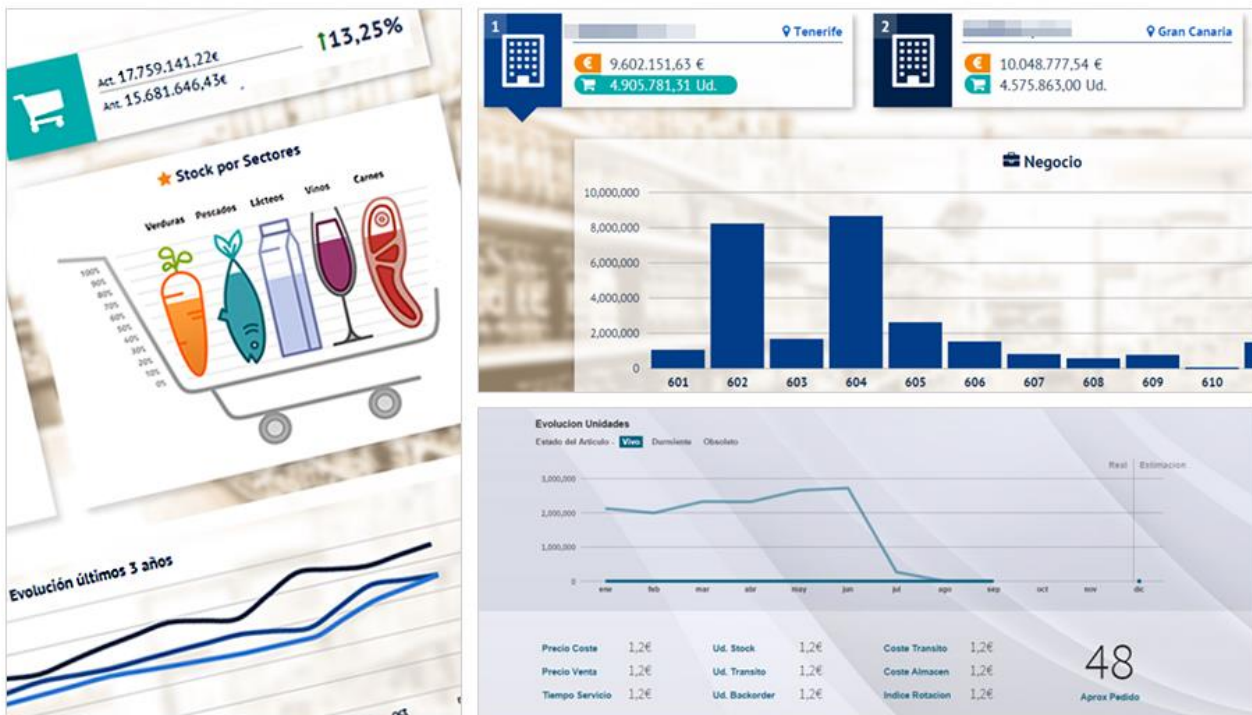 Act. 17.759.141,22€
Ant. 15.681.646,43€
13,25%
Stock por Sectores
Verduras Pescados Lácteos Vinos Carnes
100%
90%
80%
70%
60%
50%
40%
30%
20%
10%
0%
Evolución últimos 3 años
1
Tenerife
€ 9.602.151,63 €
4.905.781,31 Ud.
2
Gran Canaria
€ 10.048.777,54 €
4.575.863,00 Ud.
Negocio
10,000,000
8,000,000
6,000,000
4,000,000
2,000,000
0
601 602 603 604 605 606 607 608 609 610
Evolucion Unidades
Estado del Articulo - Vivo Durmiente Obsoleto
Real Estimacion
3,000,000
2,000,000
1,000,000
0
ene feb mar abr may jun jul ago sep oct nov dic
Precio Coste 1,2€ Ud. Stock 1,2€ Coste Transito 1,2€
Precio Venta 1,2€ Ud. Transito 1,2€ Coste Almacen 1,2€
Tiempo Servicio 1,2€ Ud. Backorder 1,2€ Indice Rotacion 1,2€
48
Aprox Pedido